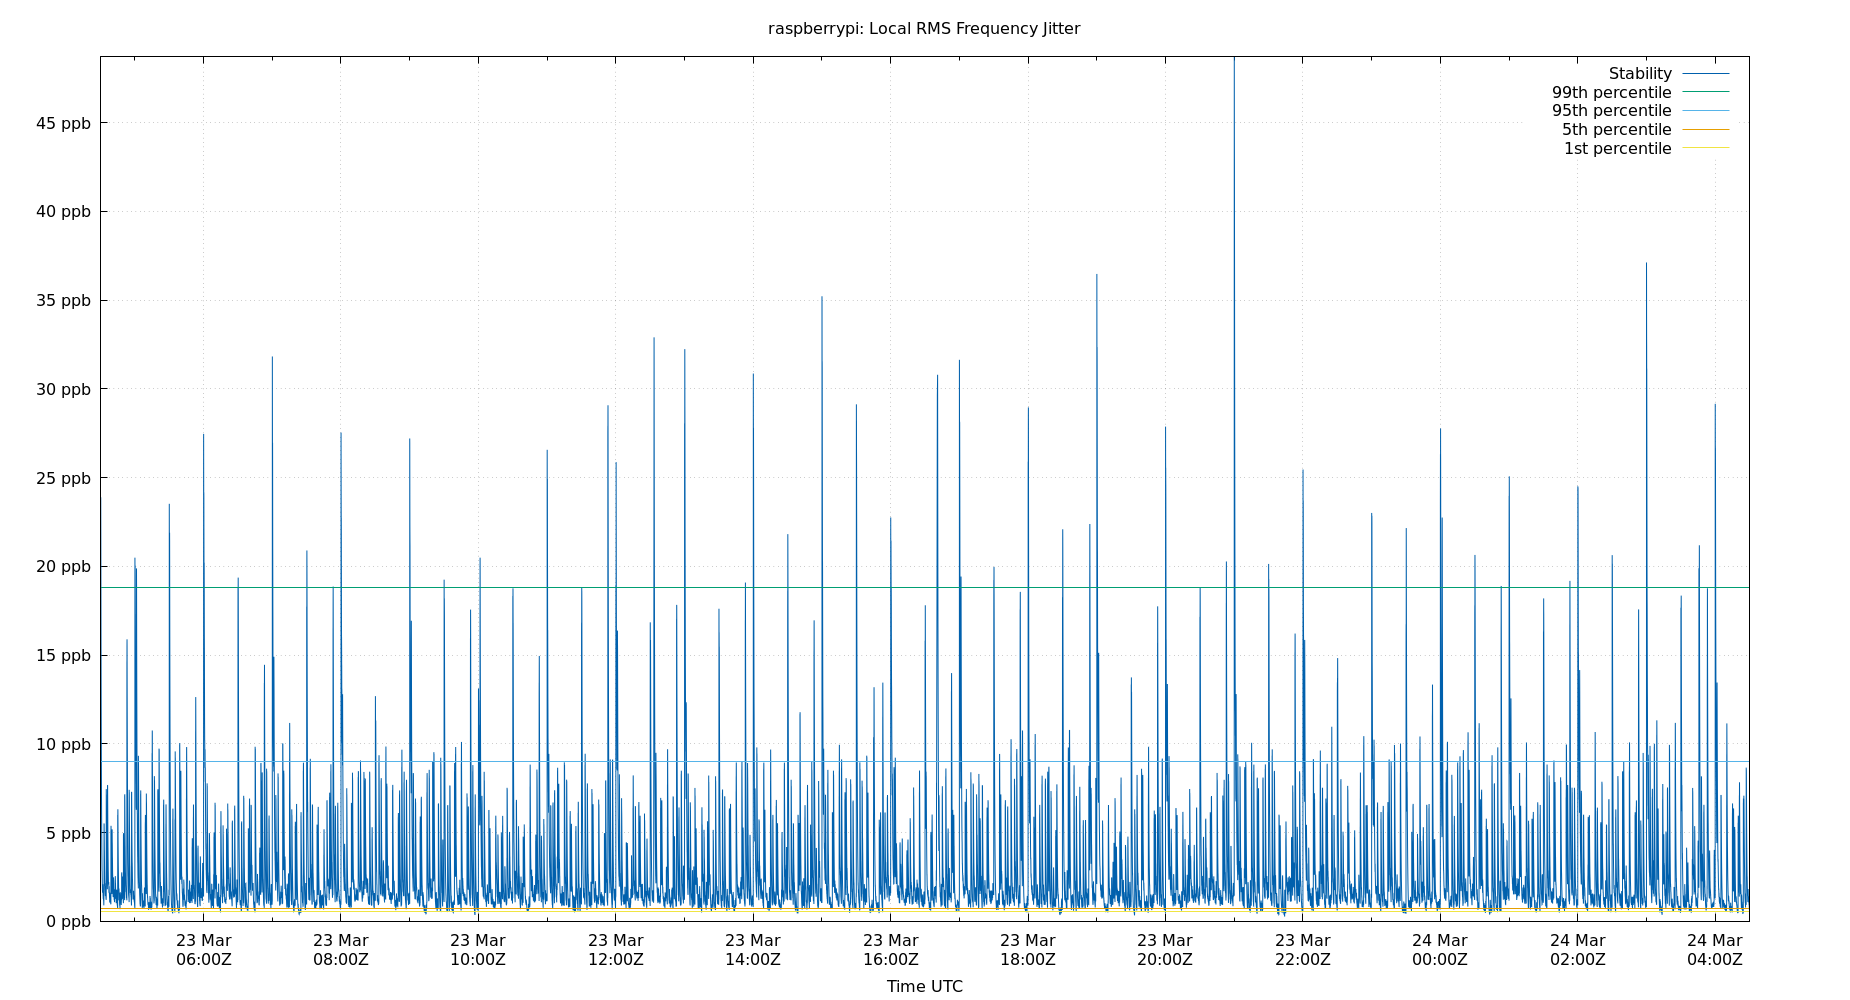 raspberrypi: Local RMS Frequency Jitter
Stability
99th percentile
95th percentile
5th percentile
1st percentile
45 ppb
40 ppb
35 ppb
30 ppb
25 ppb
20 ppb
15 ppb
10 ppb
5 ppb
0 ppb
23 Mar 23 Mar 23 Mar 23 Mar 23 Mar 23 Mar 23 Mar 23 Mar 23 Mar 24 Mar 24 Mar 24 Mar
06:00Z 08:00Z 10:00Z 12:00Z 14:00Z 16:00Z 18:00Z 20:00Z 22:00Z 00:00Z 02:00Z 04:00Z
Time UTC